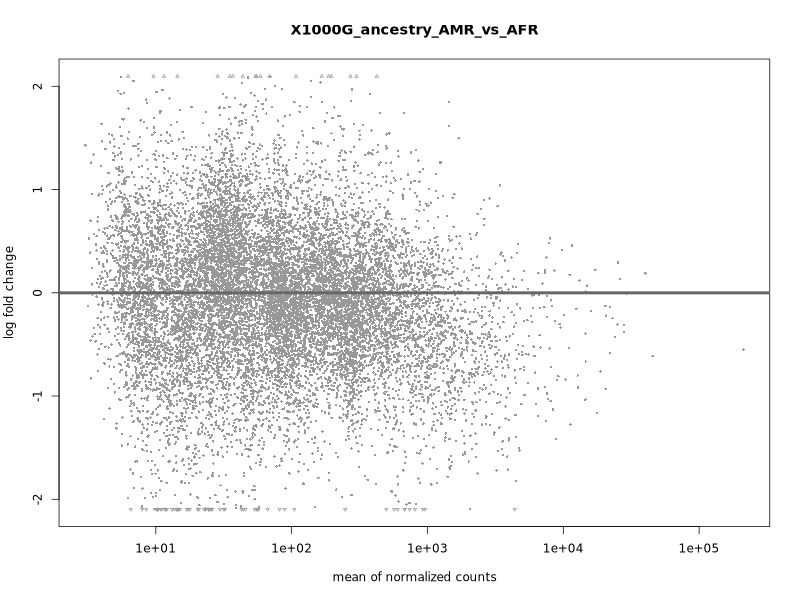 X1000G_ancestry_AMR_vs_AFR
2
1
0
-1
-2
log fold change
1e+01
1e+02
1e+03
1e+04
1e+05
mean of normalized counts